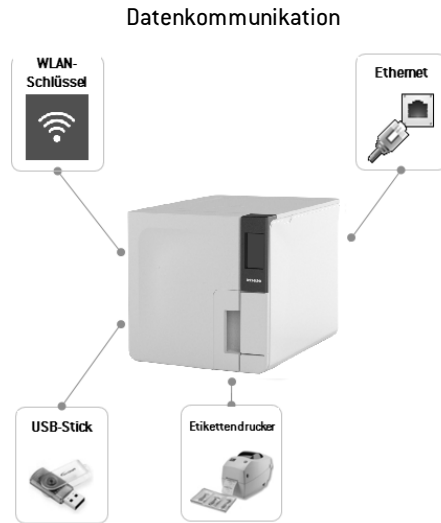 Datenkommunikation
WLAN-
Schlüssel
Ethernet
USB-Stick
Etikettendrucker